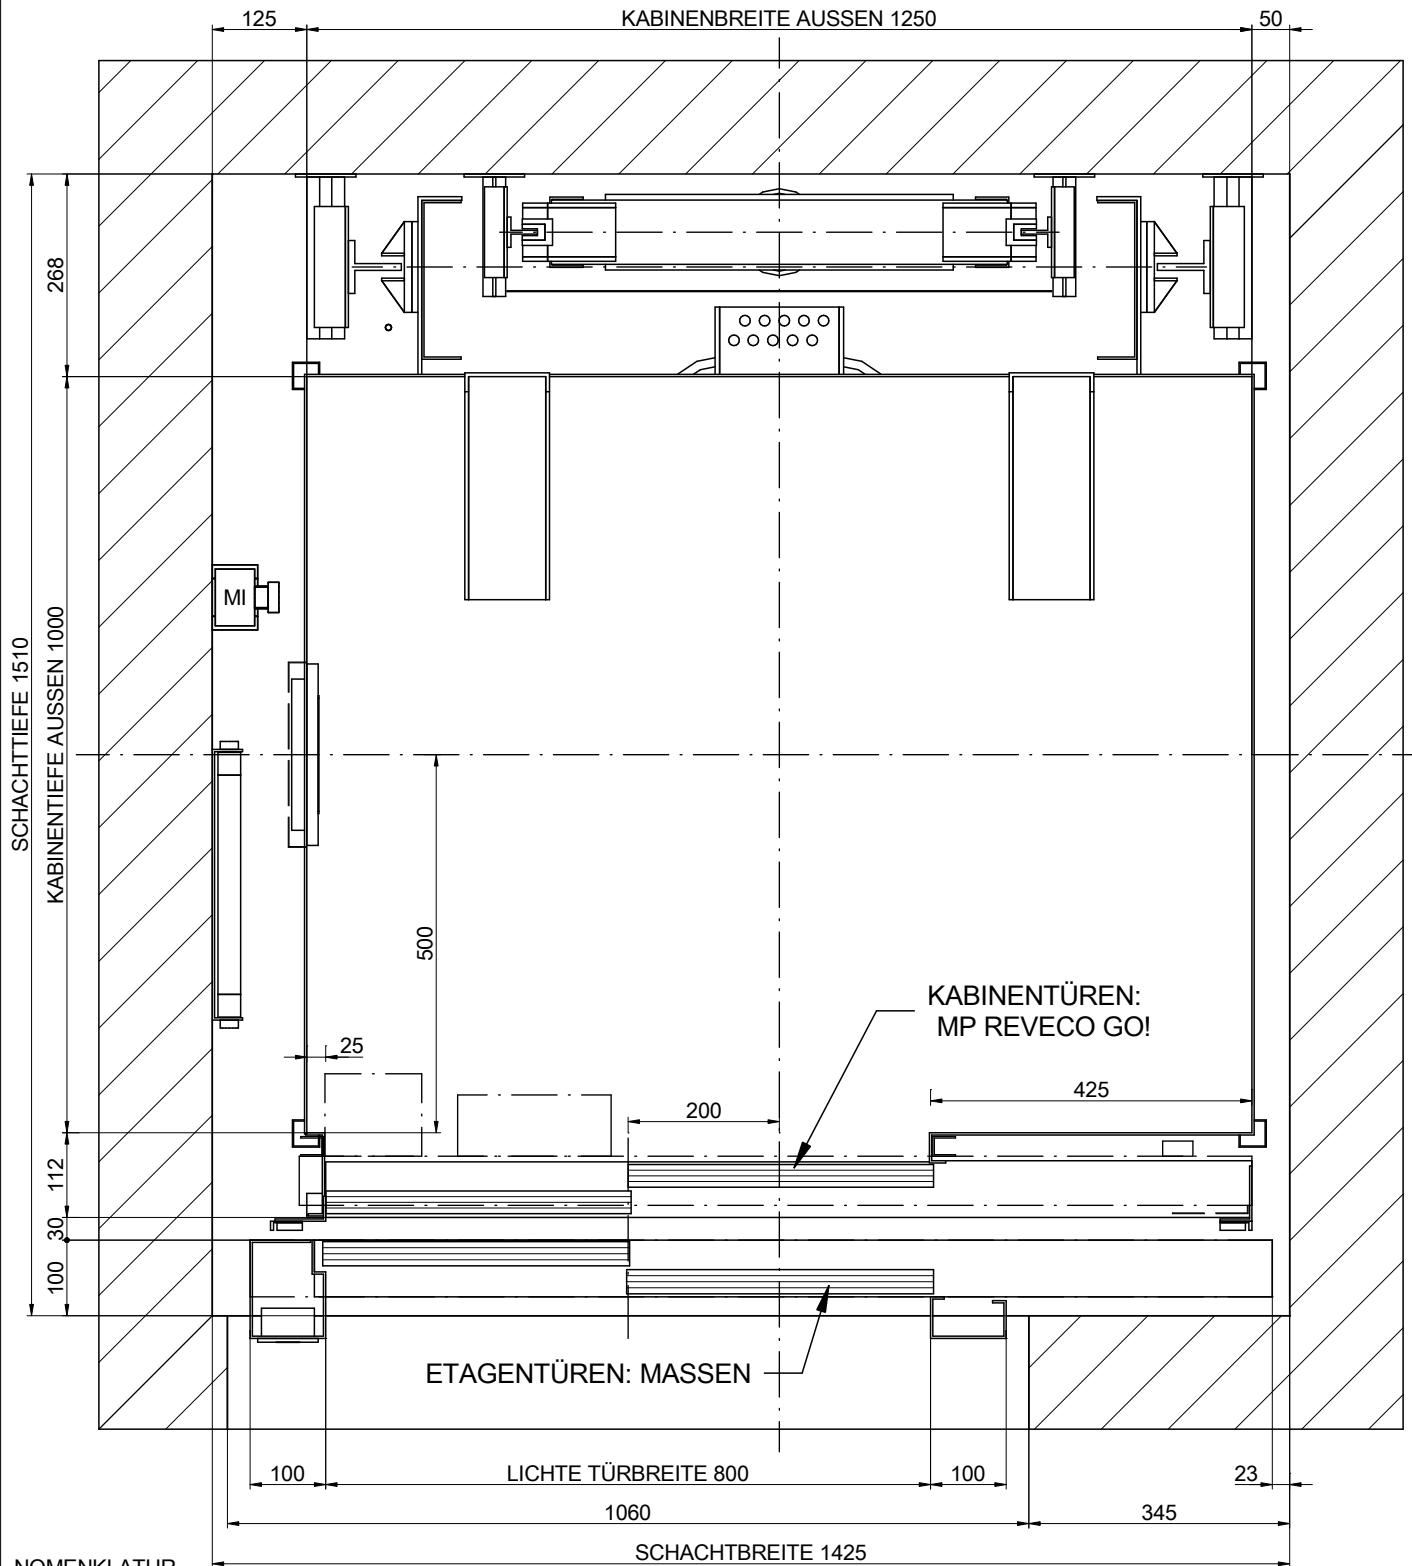 125
KABINENBREITE AUSSEN 1250
50
268
SCHACHTTIEFE 1510
KABINENTIEFE AUSSEN 1000
MI
500
KABINENTÜREN:
MP REVECO GO!
25
425
200
112
30
100
ETAGENTÜREN: MASSEN
100
LICHTE TÜRBREITE 800
100
23
1060
345
SCHACHTBREITE 1425
NOMENKLATUR